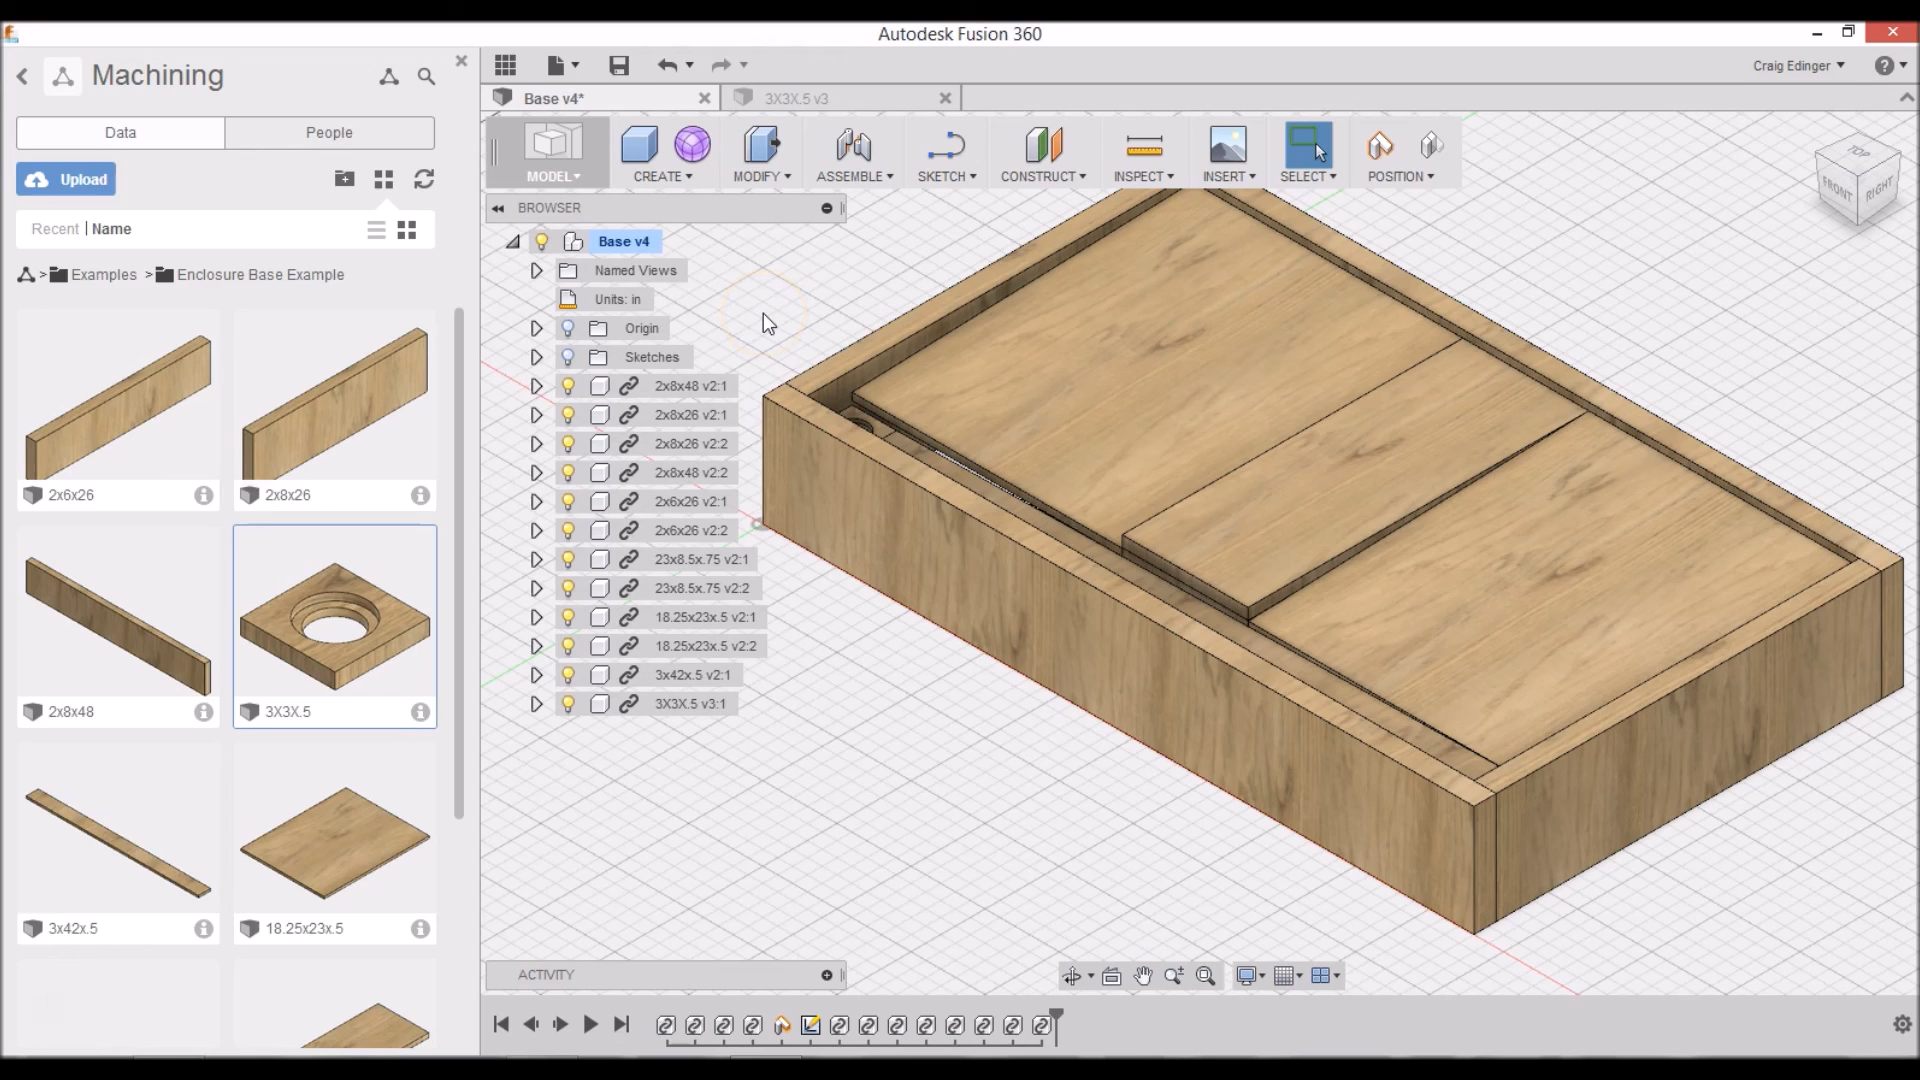 Autodesk Fusion 360
Machining
Data
People
Upload
Recent | Name
> Examples > Enclosure Base Example
2x6x26
2x8x26
2x8x48
3X3X.5
3x42x.5
18.25x23x.5
Craig Edinger
Base v4*
3X3X.5 v3
MODEL
CREATE
MODIFY
ASSEMBLE
SKETCH
CONSTRUCT
INSPECT
INSERT
SELECT
POSITION
TOP
FRONT
RIGHT
BROWSER
Base v4
Named Views
Units: in
Origin
Sketches
2x8x48 v2:1
2x8x26 v2:1
2x8x26 v2:2
2x8x48 v2:2
2x6x26 v2:1
2x6x26 v2:2
23x8.5x.75 v2:1
23x8.5x.75 v2:2
18.25x23x.5 v2:1
18.25x23x.5 v2:2
3x42x.5 v2:1
3X3X.5 v3:1
ACTIVITY